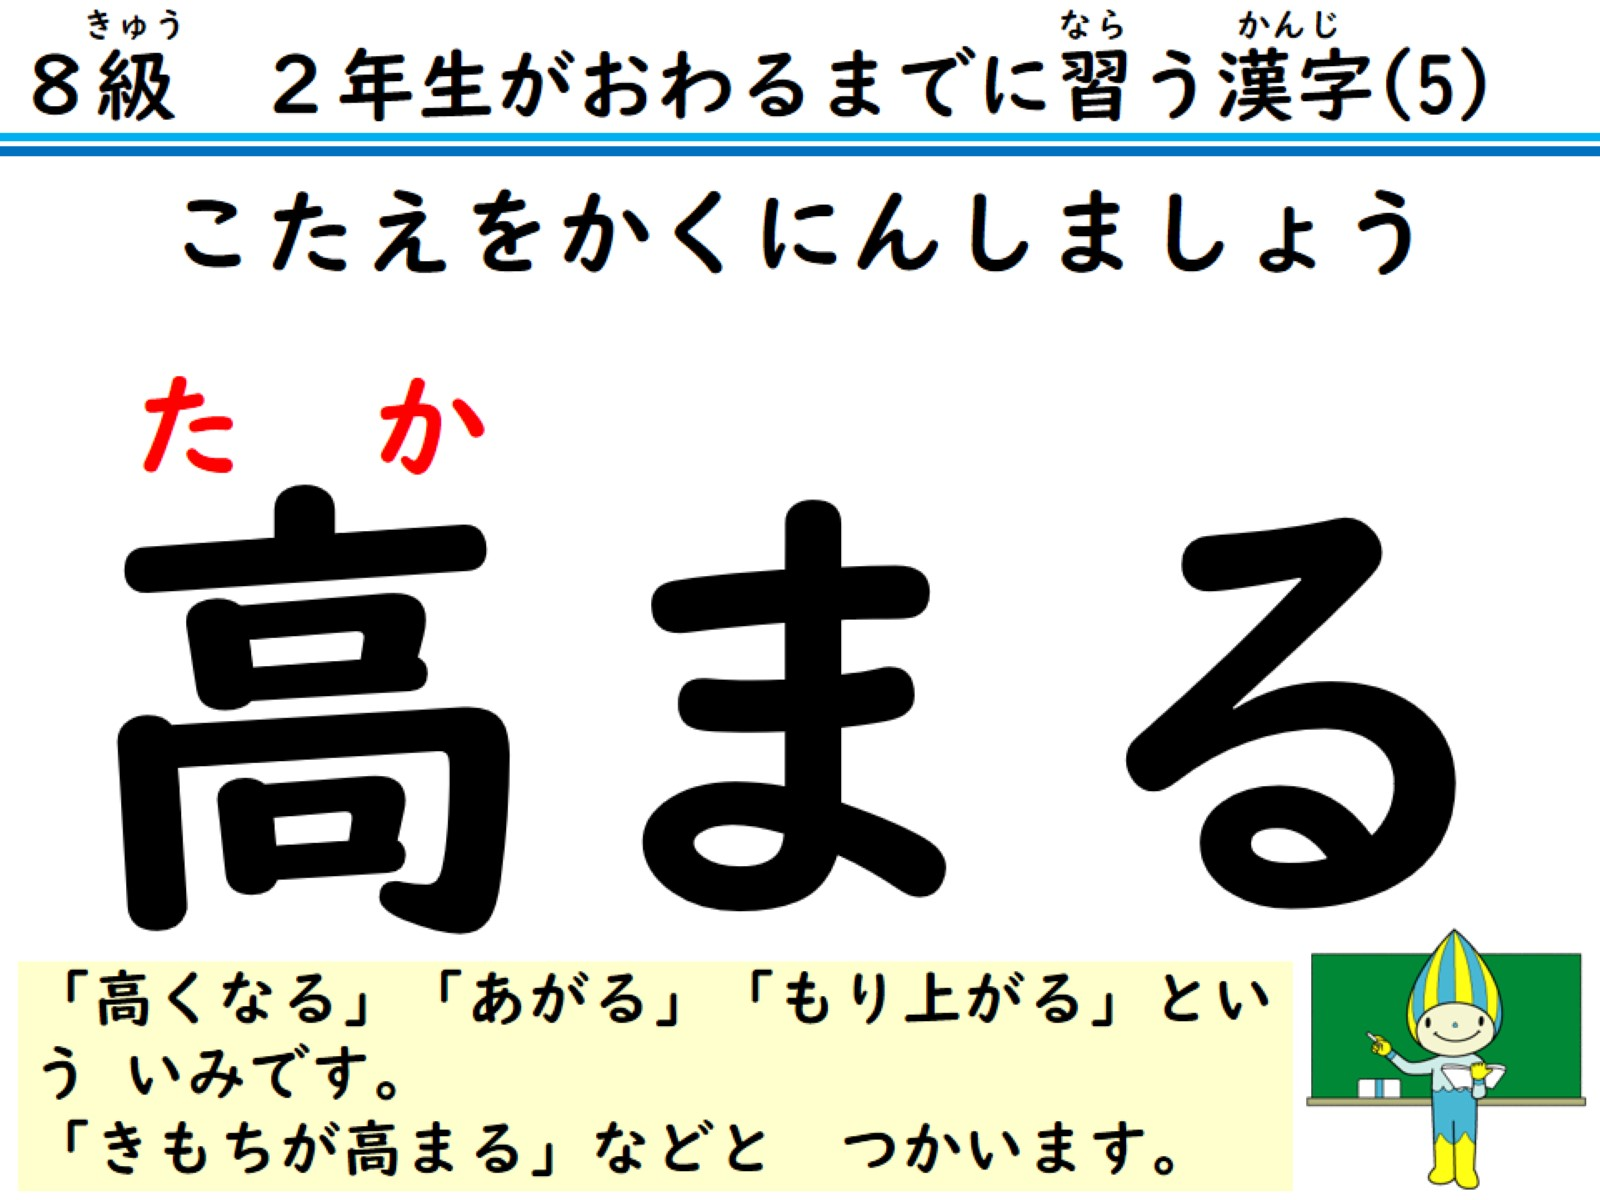 きゅう なら かんじ
8級 2年生がおわるまでに習う漢字(5)
こたえをかくにんしましょう
たか
高まる
「高くなる」「あがる」「もり上がる」とい
う いみです。
「きもちが高まる」などと つかいます。